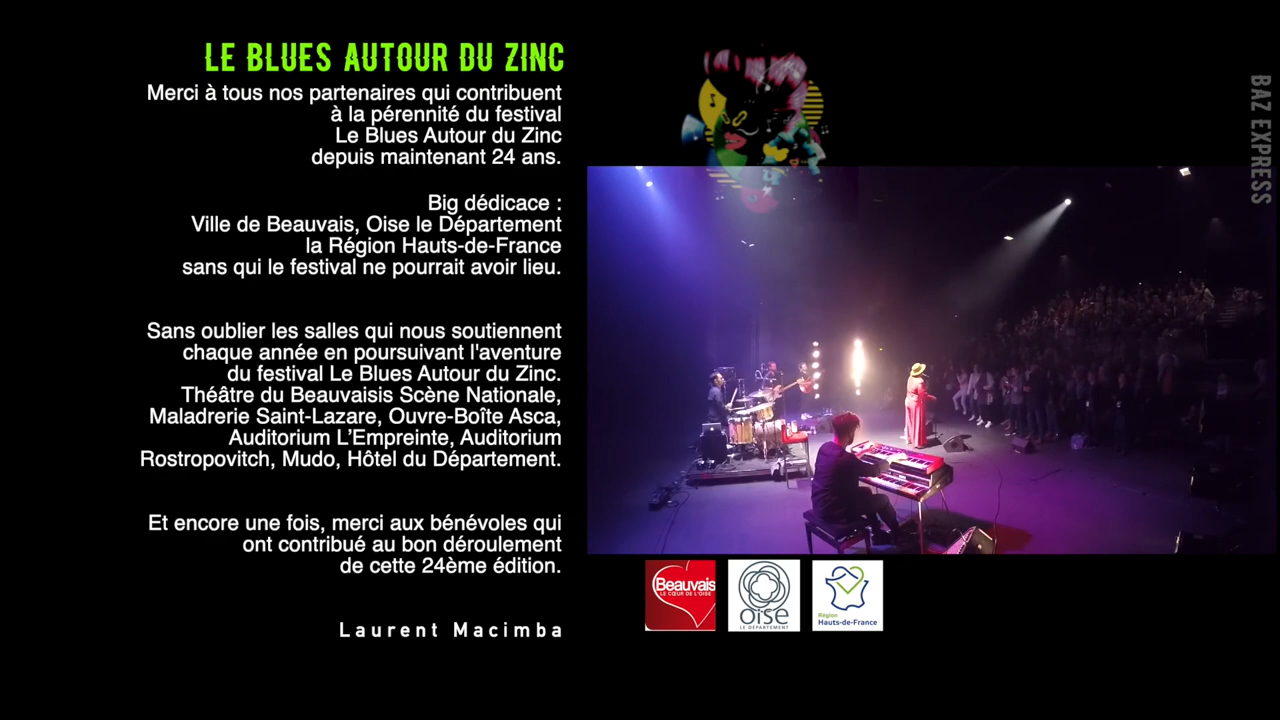 LE BLUES AUTOUR DU ZINC
Merci à tous nos partenaires qui contribuent
à la pérennité du festival
Le Blues Autour du Zinc
depuis maintenant 24 ans.
Big dédicace :
Ville de Beauvais, Oise le Département
la Région Hauts-de-France
sans qui le festival ne pourrait avoir lieu.
Sans oublier les salles qui nous soutiennent
chaque année en poursuivant l'aventure
du festival Le Blues Autour du Zinc.
Théâtre du Beauvaisis Scène Nationale,
Maladrerie Saint-Lazare, Ouvre-Boîte Asca,
Auditorium L’Empreinte, Auditorium
Rostropovitch, Mudo, Hôtel du Département.
Et encore une fois, merci aux bénévoles qui
ont contribué au bon déroulement
de cette 24ème édition.
Laurent Macimba
BAZ EXPRESS
Beauvais
LE CŒUR DE L'OISE
oise
LE DÉPARTEMENT
Région
Hauts-de-France